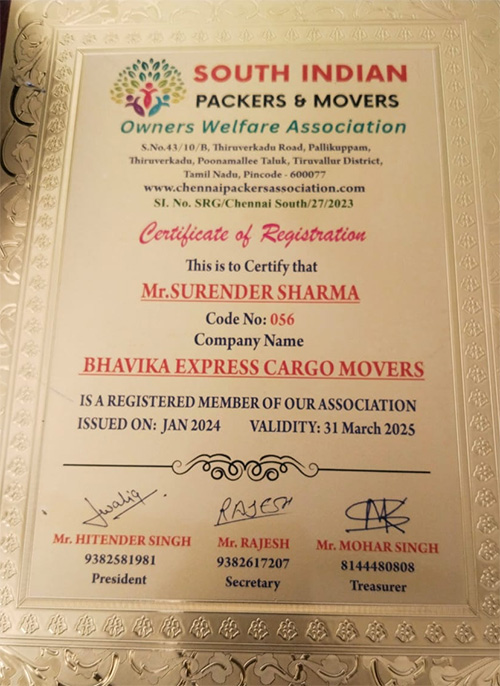 SOUTH INDIAN
PACKERS & MOVERS
Owners Welfare Association
S.No.43/10/B, Thiruverkadu Road, Pallikuppam,
Thiruverkadu, Poonamallee Taluk, Tiruvallur District,
Tamil Nadu, Pincode - 600077
www.chennaipackersassociation.com
SI. No. SRG/Chennai South/27/2023
Certificate of Registration
This is to Certify that
Mr.SURENDER SHARMA
Code No: 056
Company Name
BHAVIKA EXPRESS CARGO MOVERS
IS A REGISTERED MEMBER OF OUR ASSOCIATION
ISSUED ON: JAN 2024 VALIDITY: 31 March 2025
RAJESH
Mr. HITENDER SINGH Mr. RAJESH Mr. MOHAR SINGH
9382581981 9382617207 8144480808
President Secretary Treasurer